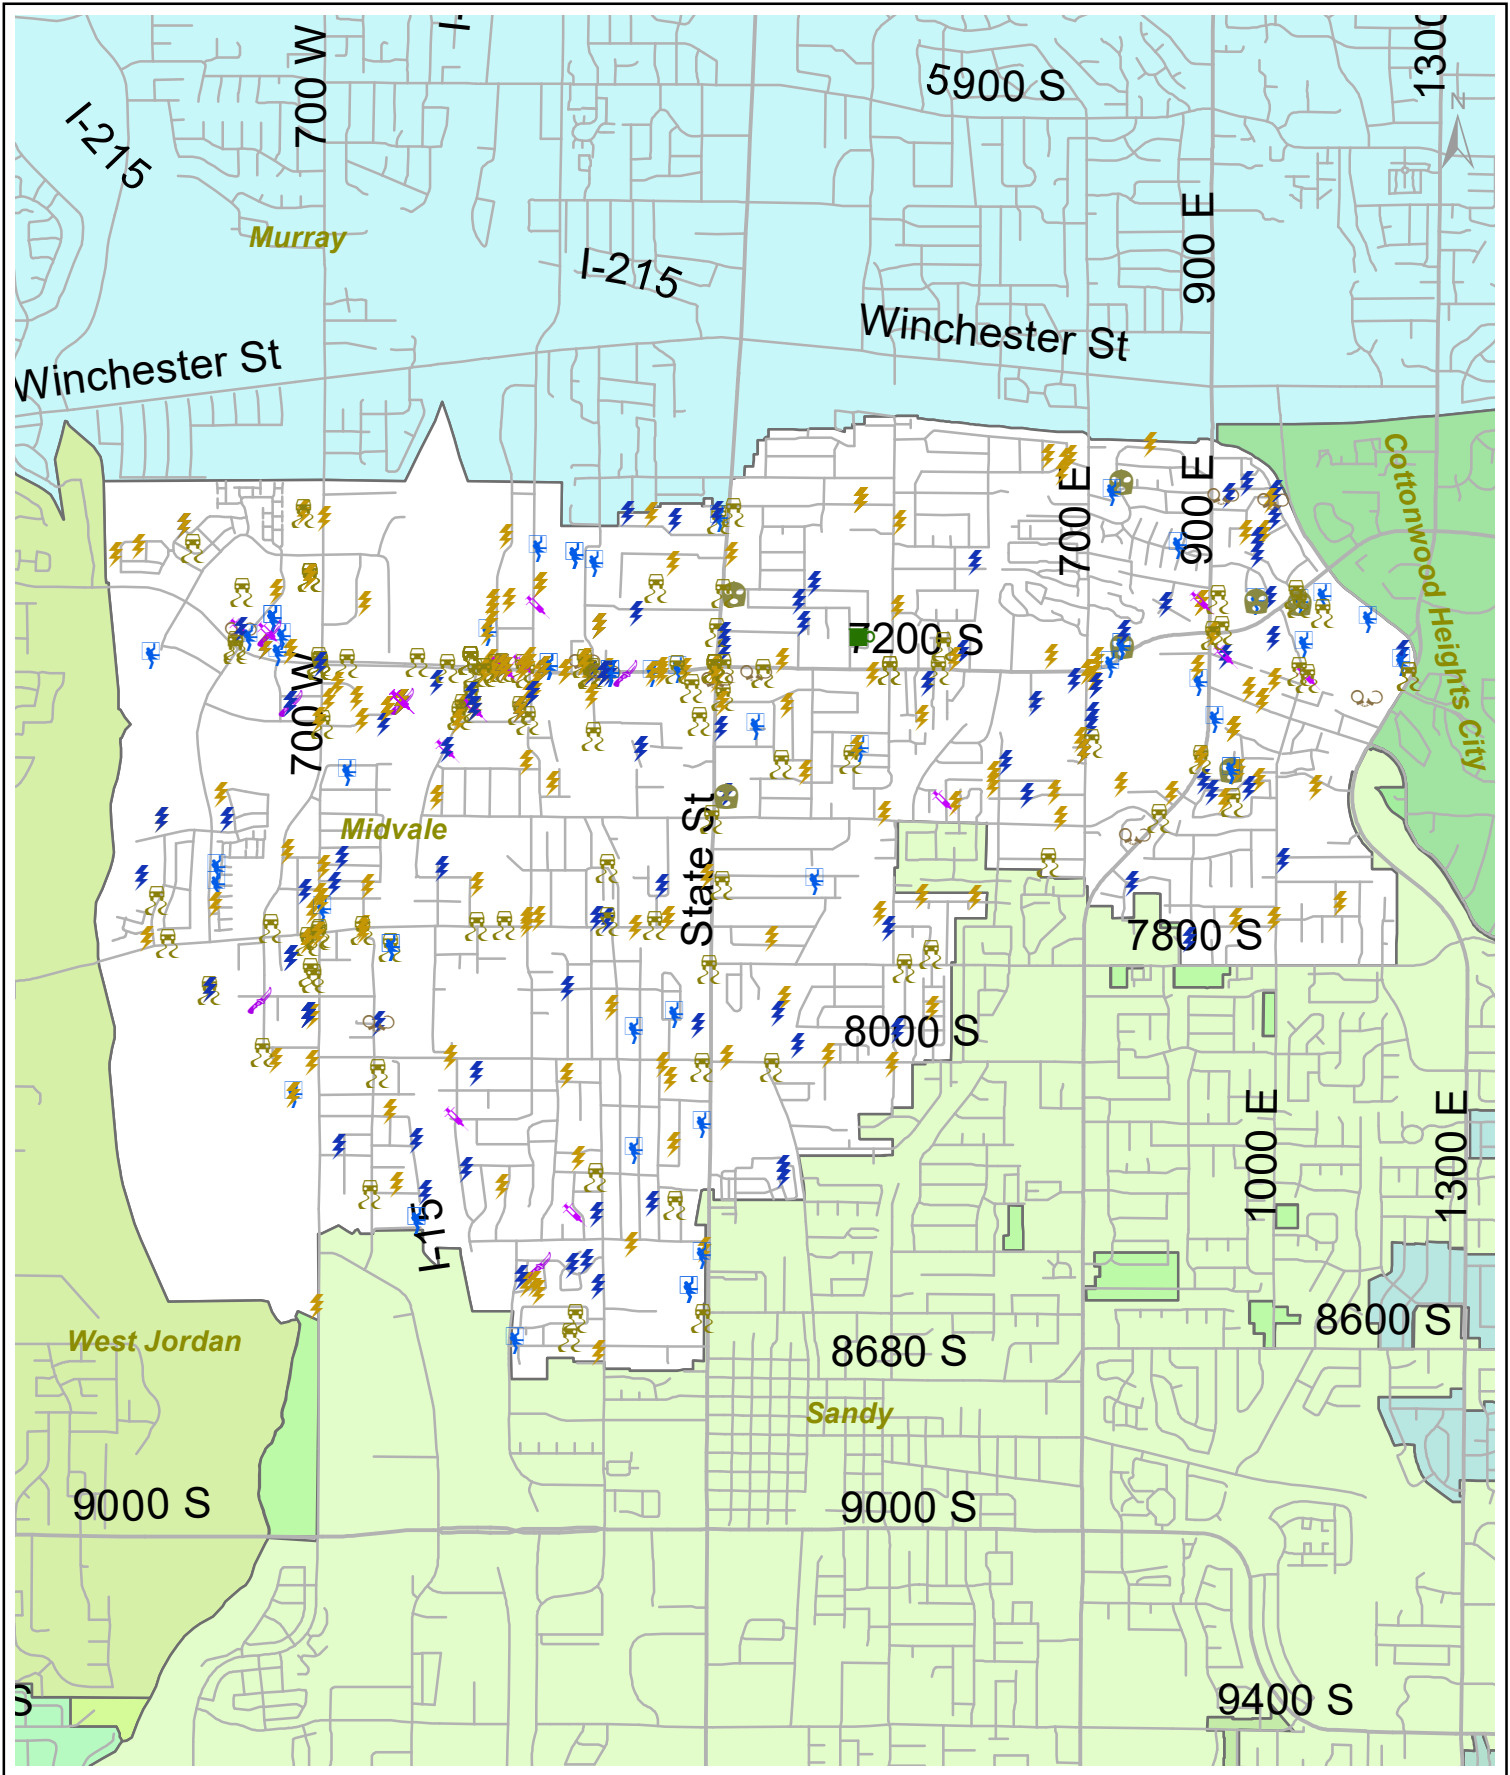 700 W
I-
5900 S
1300
I-215
N
900 E
Murray
I-215
Winchester St
Winchester St
Cottonwood Heights City
700 E
900 E
7200 S
700 W
Midvale
State St
7800 S
8000 S
1000 E
1300 E
I-15
8600 S
West Jordan
8680 S
Sandy
9000 S
9000 S
S
9400 S